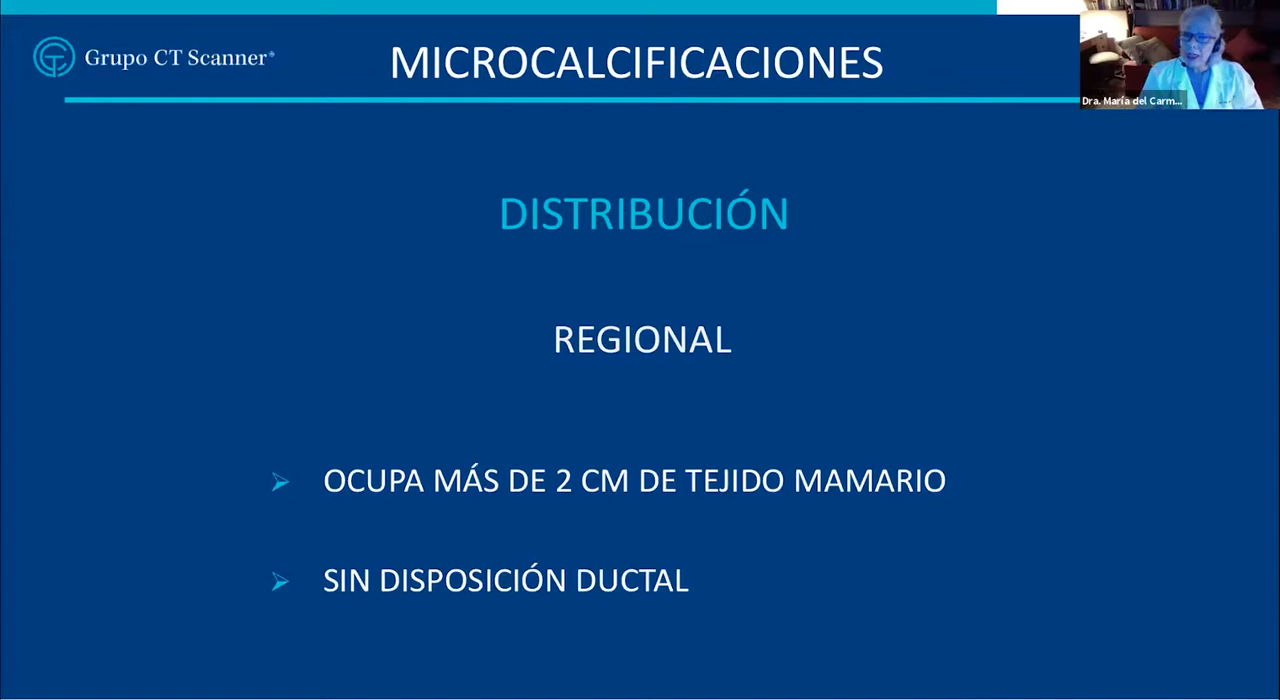 Grupo CT Scanner®
MICROCALCIFICACIONES
Dra. María del Carm...
DISTRIBUCIÓN
REGIONAL
OCUPA MÁS DE 2 CM DE TEJIDO MAMARIO
SIN DISPOSICIÓN DUCTAL